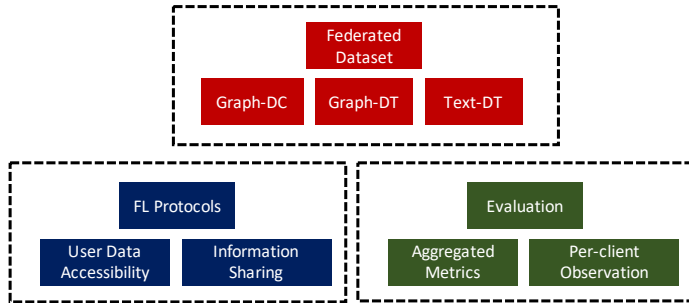 Federated
Dataset
Graph-DC
Graph-DT
Text-DT
FL Protocols
User Data
Accessibility
Information
Sharing
Evaluation
Aggregated
Metrics
Per-client
Observation